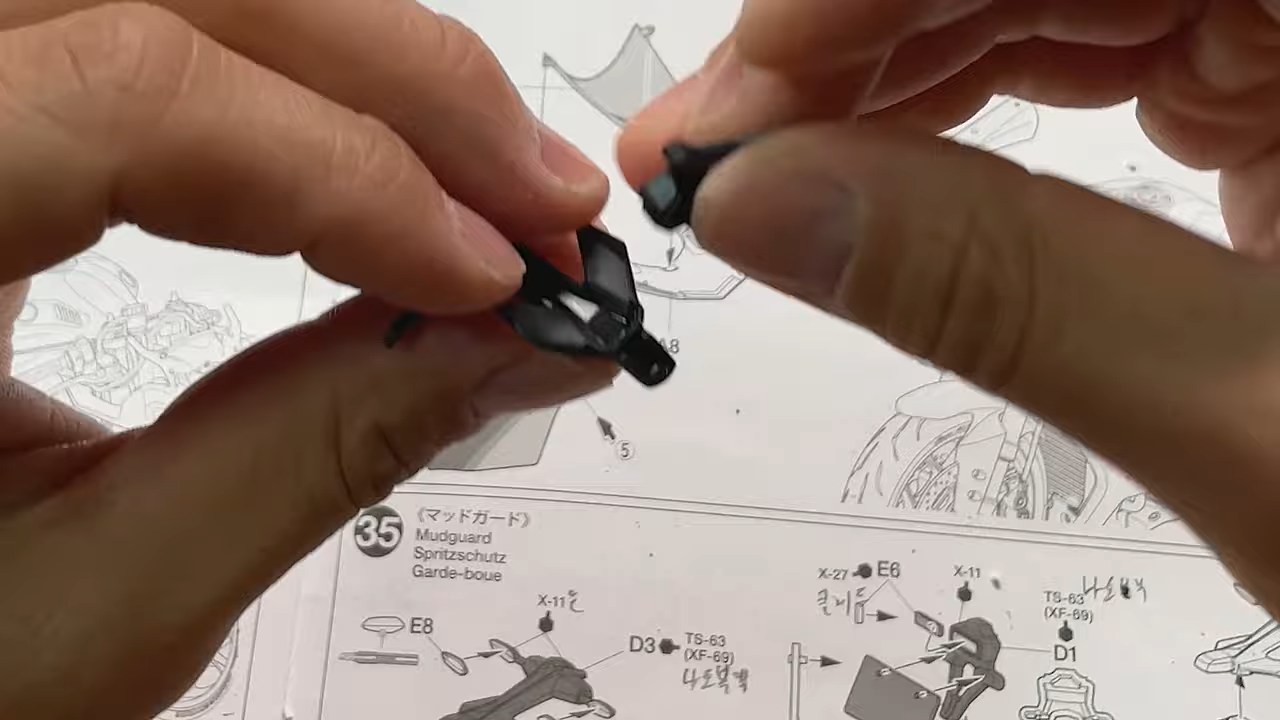 A8
5
35
《マッドガード》
Mudguard
Spritzschutz
Garde-boue
X-11
E8
D3
TS-63
(XF-69)
X-27
E6
X-11
TS-63
(XF-69)
D1